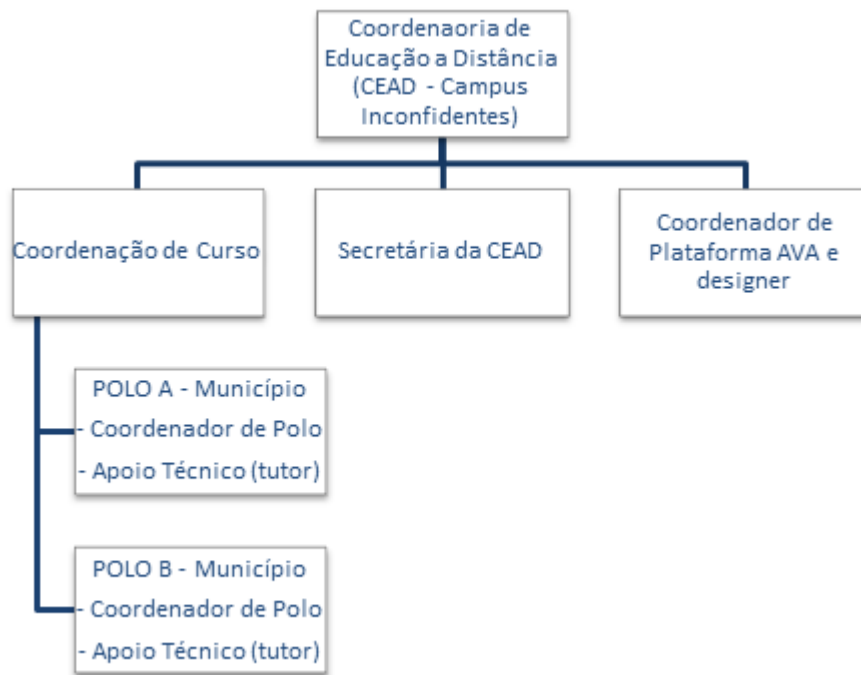 Coordenaoria de
Educação a Distância
(CEAD - Campus
Inconfidentes)
Coordenação de Curso
Secretária da CEAD
Coordenador de
Plataforma AVA e
designer
POLO A - Município
- Coordenador de Polo
- Apoio Técnico (tutor)
POLO B - Município
- Coordenador de Polo
- Apoio Técnico (tutor)